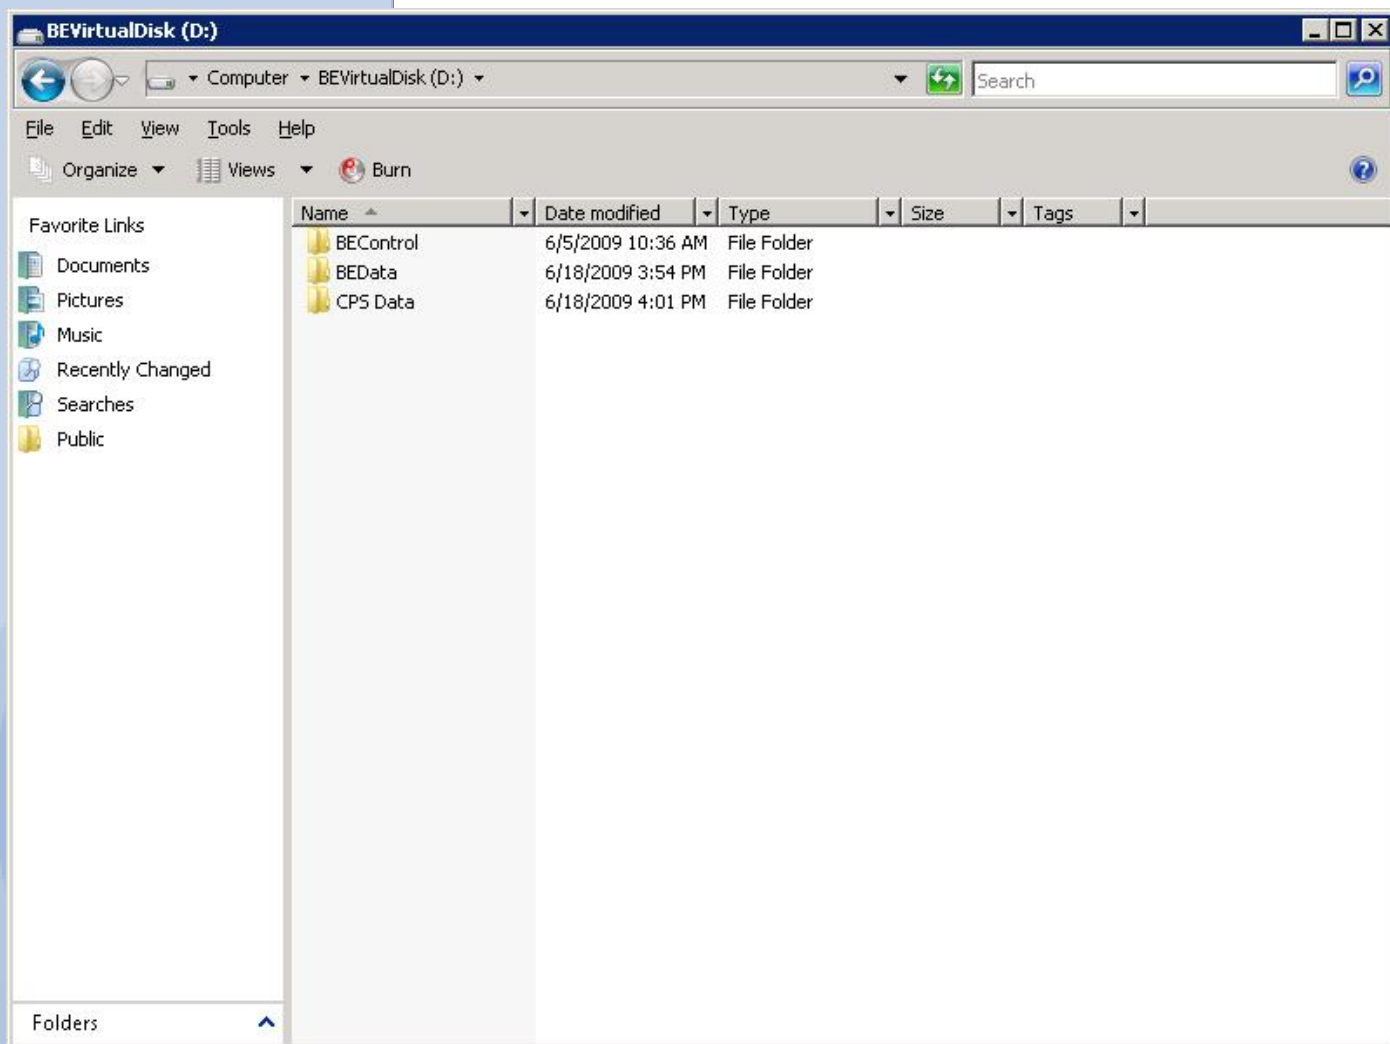 BEVirtualDisk (D:)
Computer BEVirtualDisk (D:) Search
File Edit View Tools Help
Organize Views Burn
Favorite Links
Documents
Pictures
Music
Recently Changed
Searches
Public
Folders
Name Date modified Type Size Tags
BEControl 6/5/2009 10:36 AM File Folder
BEData 6/18/2009 3:54 PM File Folder
CPS Data 6/18/2009 4:01 PM File Folder